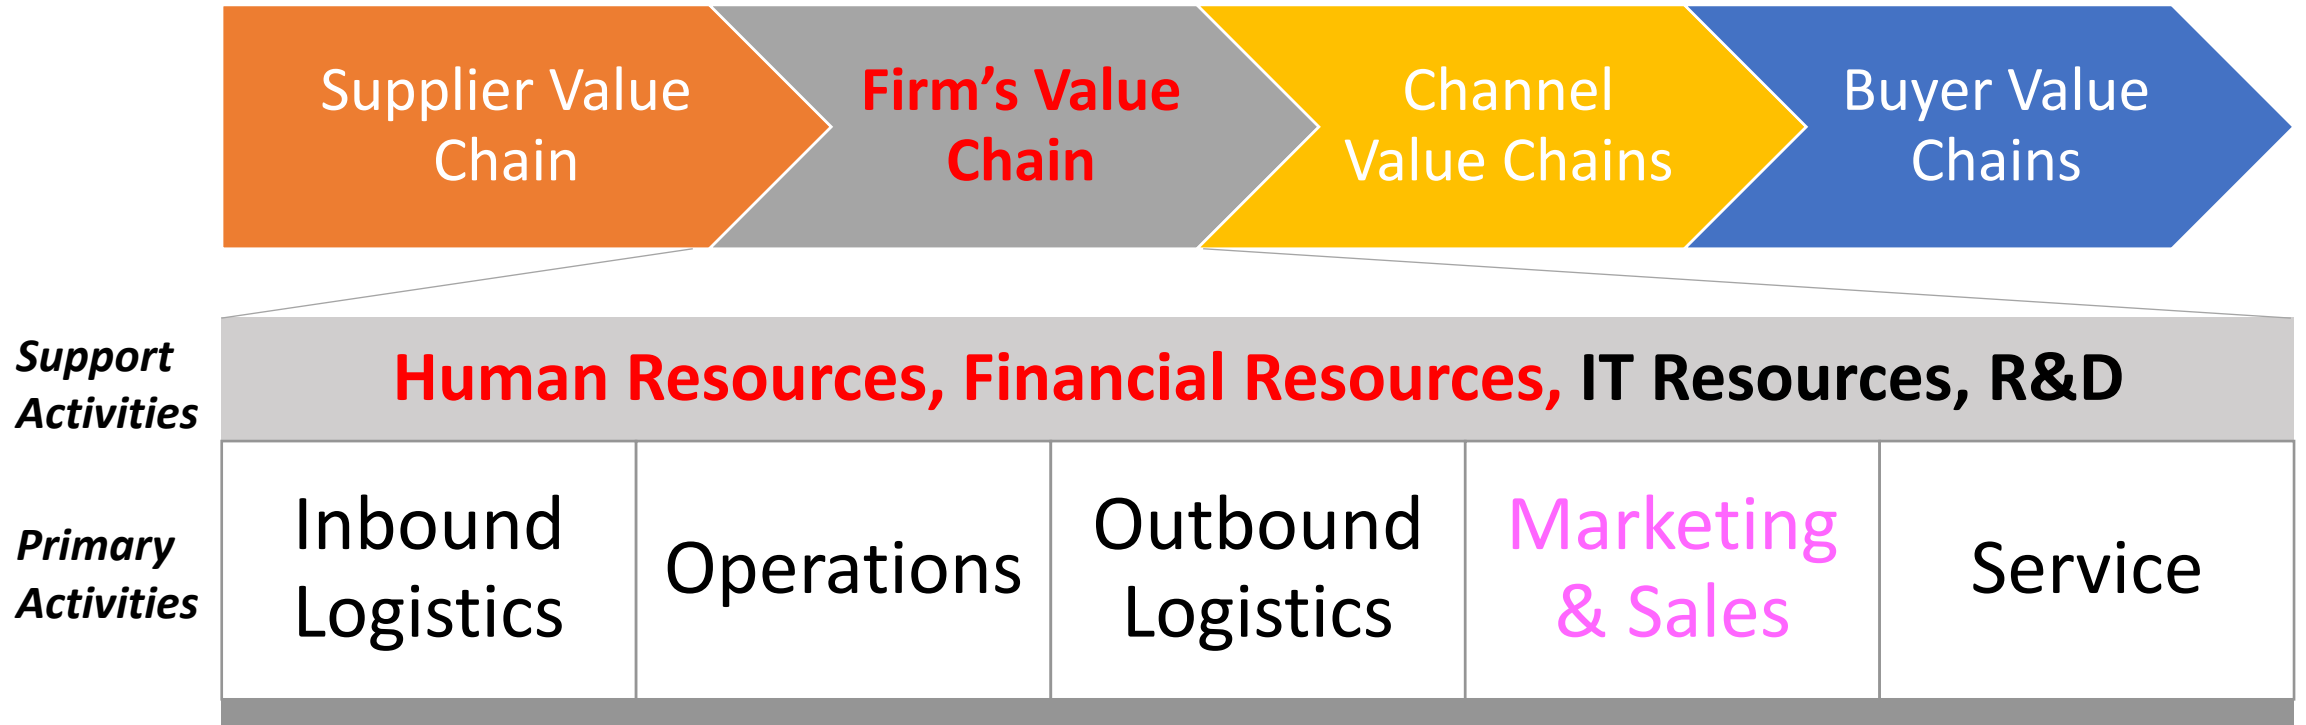 Supplier Value
Chain
Firm’s Value
Chain
Channel
Value Chains
Buyer Value
Chains
Support
Activities
Human Resources, Financial Resources, IT Resources, R&D
Primary
Activities
Inbound
Logistics
Operations
Outbound
Logistics
Marketing
& Sales
Service